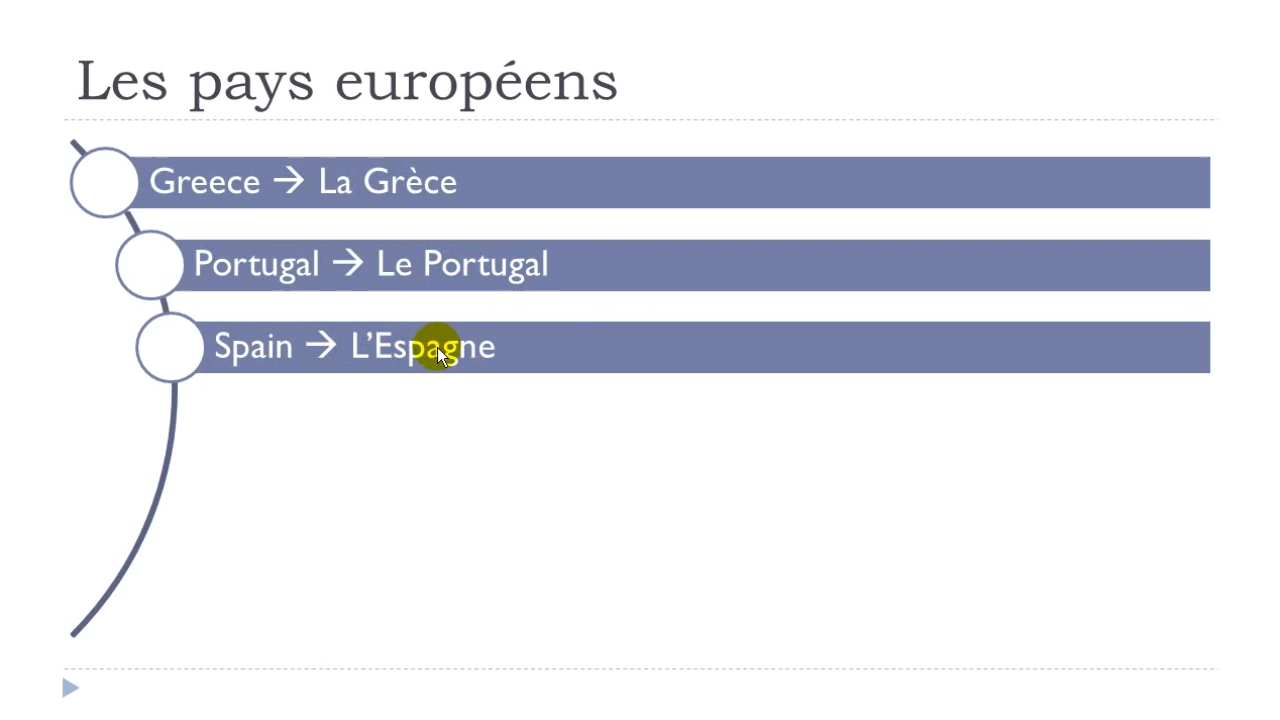 Les pays européens
Greece → La Grèce
Portugal → Le Portugal
Spain → L’Espagne